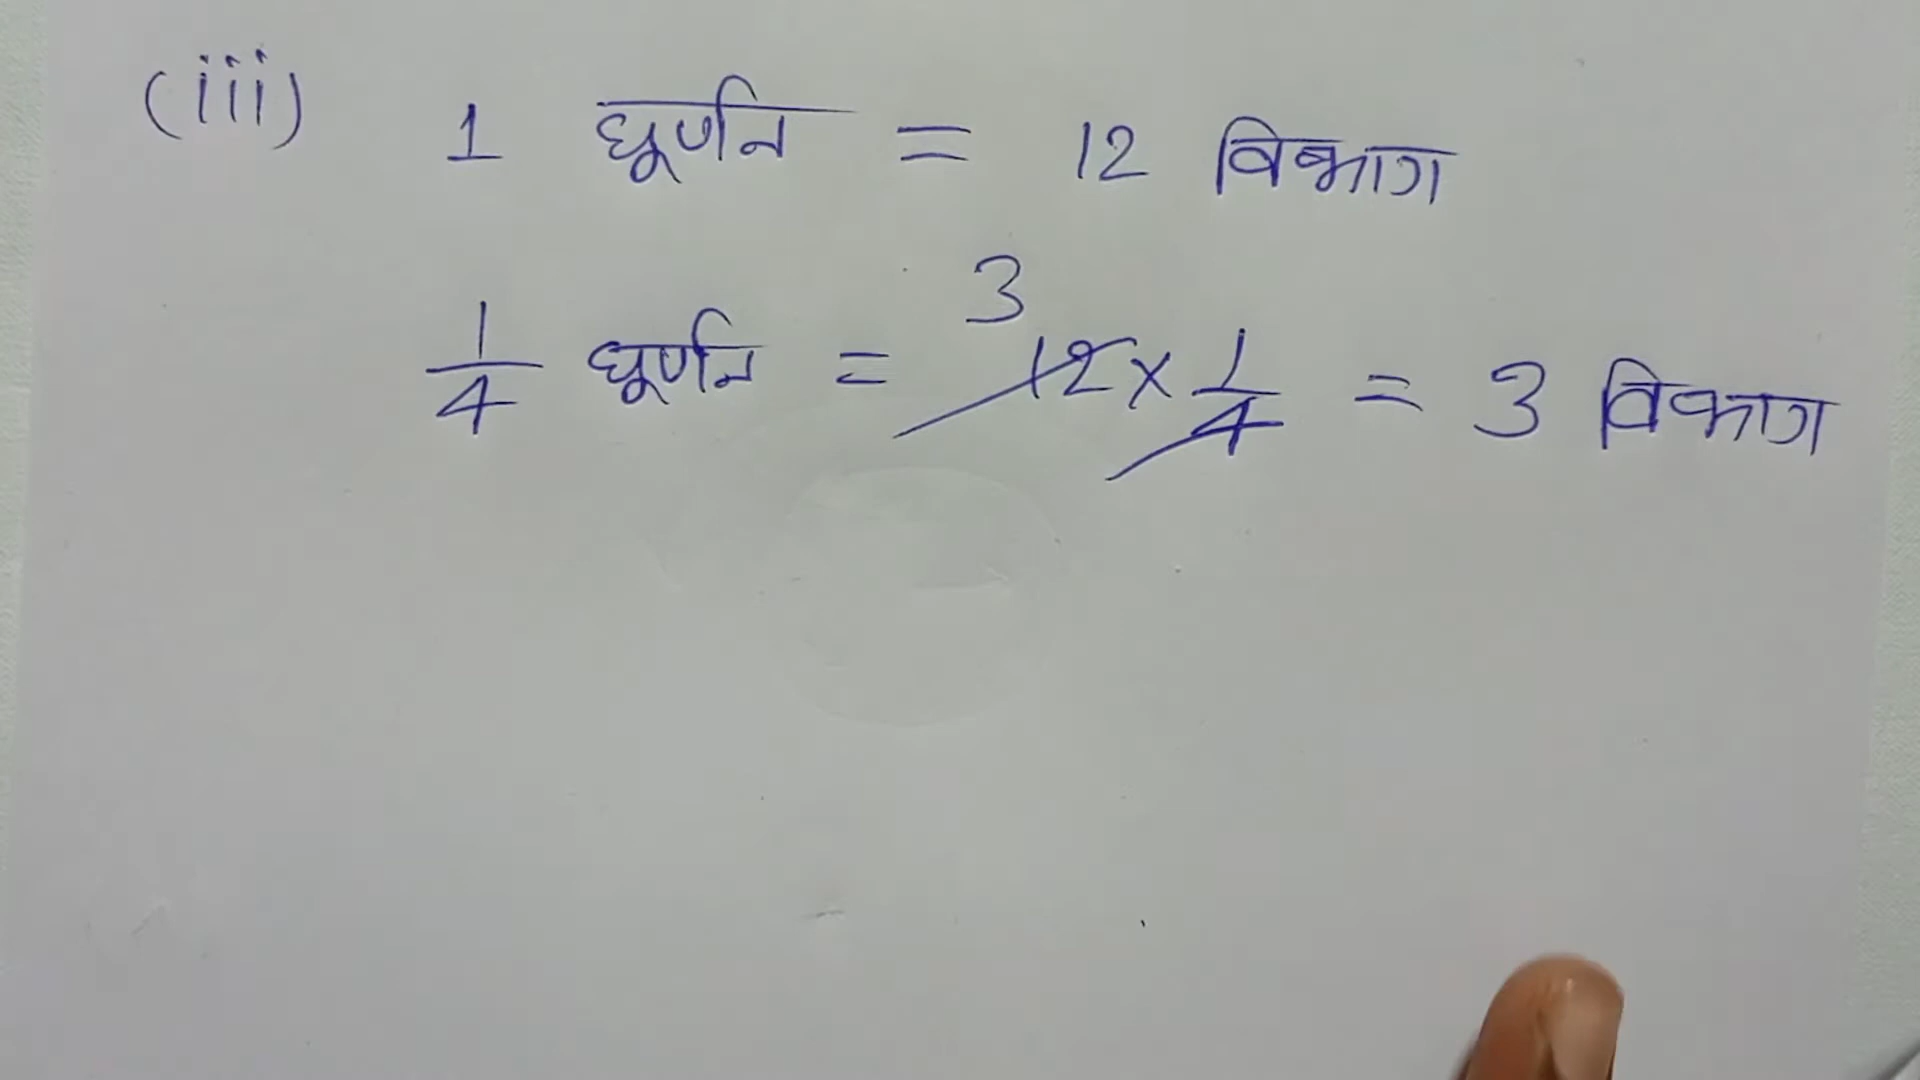 (iii) 1 घूर्णन = 12 विभाग
1/4 घूर्णन = 3 12 × 1/4 = 3 विभाग